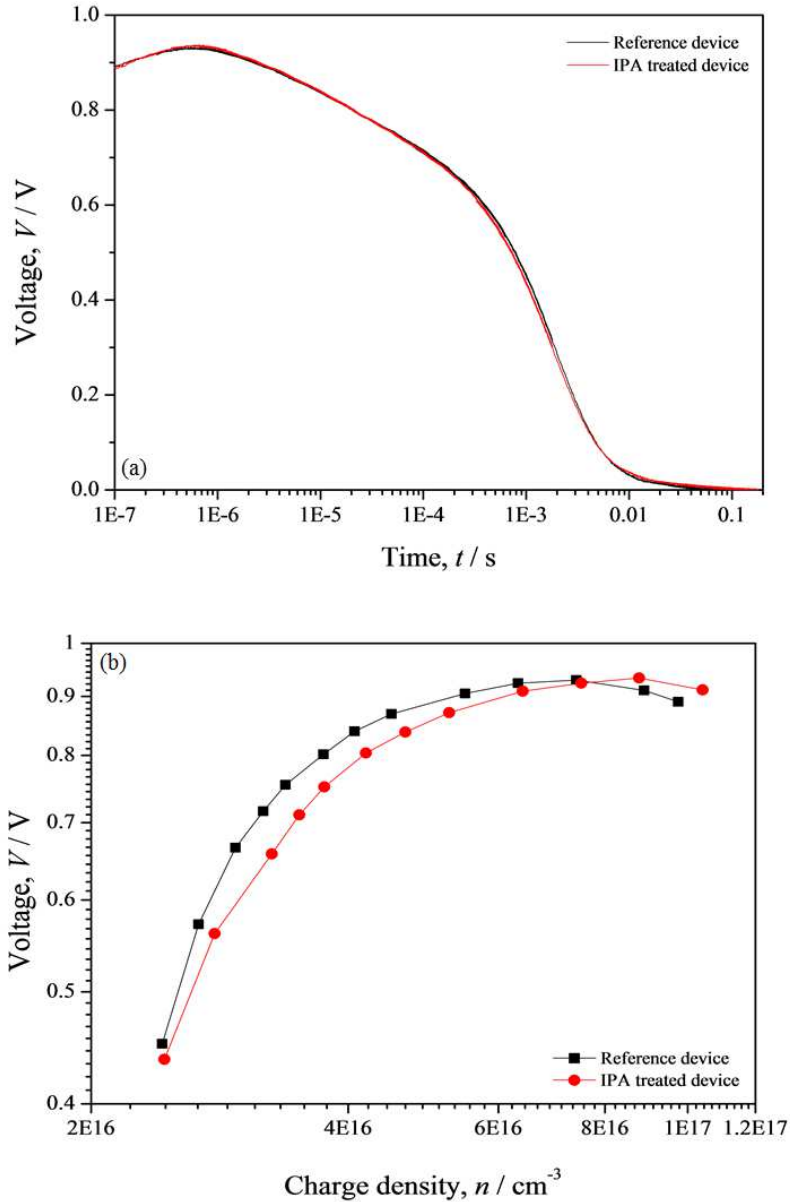 1.0
0.8
0.6
0.4
0.2
0.0
Voltage, V / V
Reference device
IPA treated device
(a)
1E-7 1E-6 1E-5 1E-4 1E-3 0.01 0.1
Time, t / s
(b)
1
0.9
0.8
0.7
0.6
0.5
0.4
Voltage, V / V
Reference device
IPA treated device
2E16 4E16 6E16 8E16 1E17 1.2E17
Charge density, n / cm⁻³